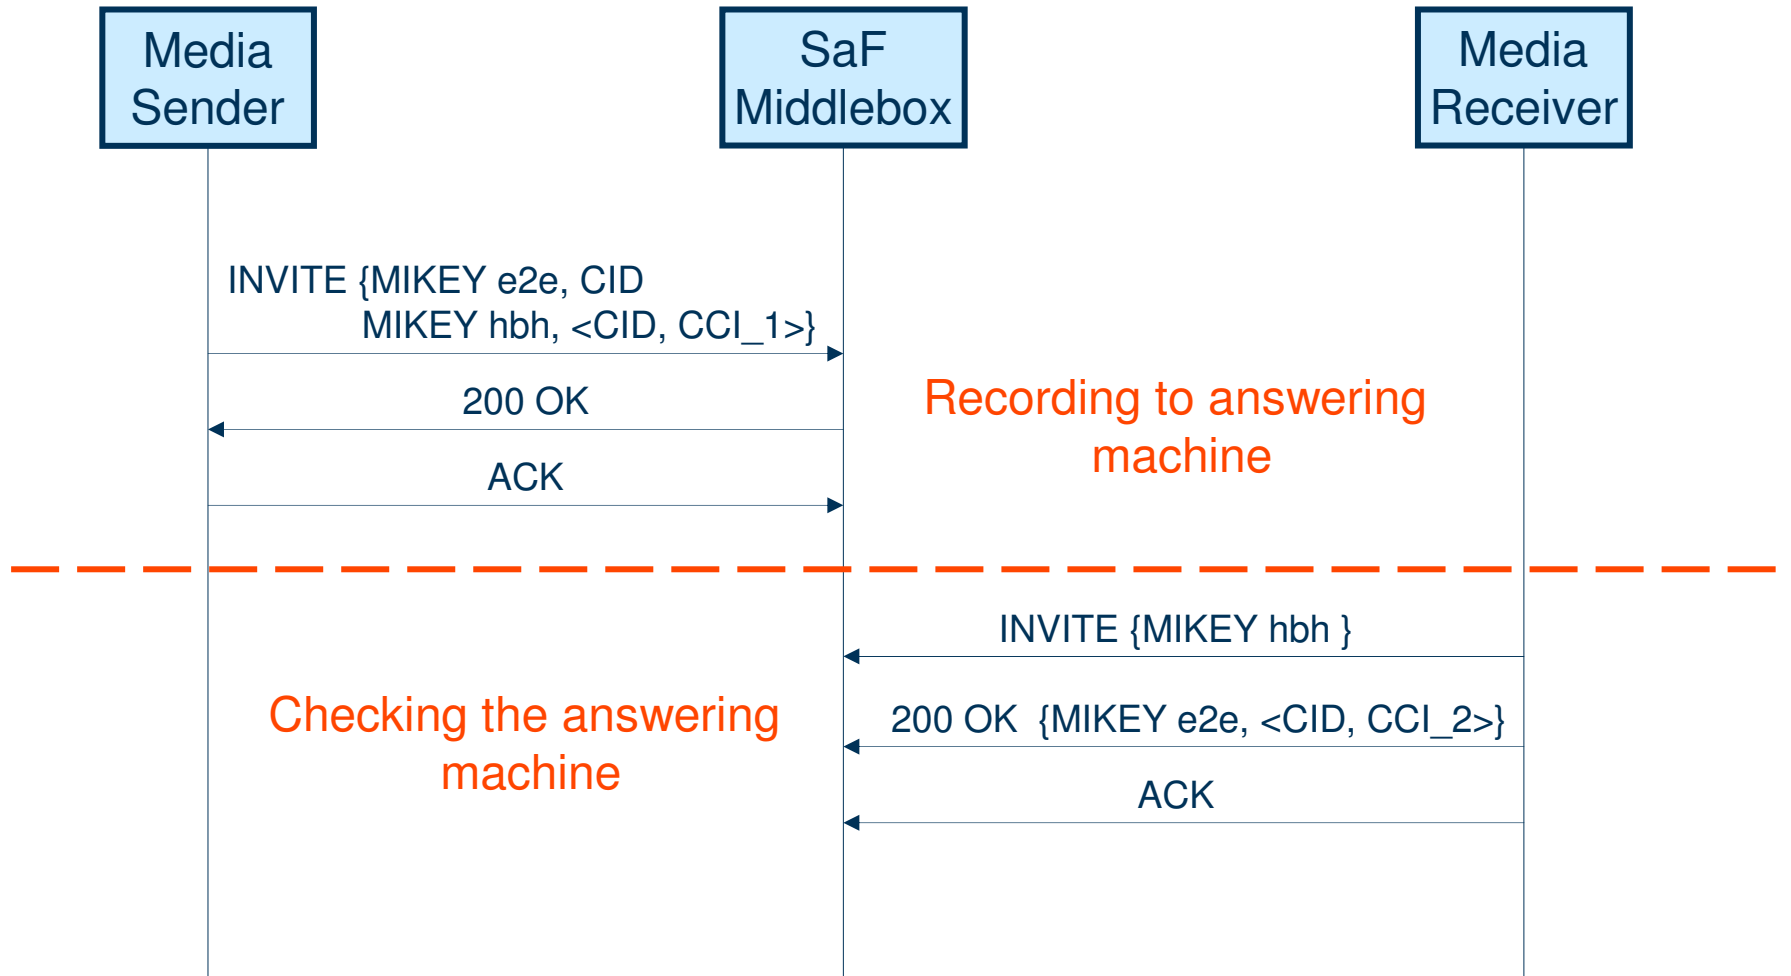 Media
Sender
SaF
Middlebox
Media
Receiver
INVITE {MIKEY e2e, CID
MIKEY hbh, <CID, CCI_1>}
200 OK
ACK
Recording to answering
machine
INVITE {MIKEY hbh }
200 OK  {MIKEY e2e, <CID, CCI_2>}
ACK
Checking the answering
machine